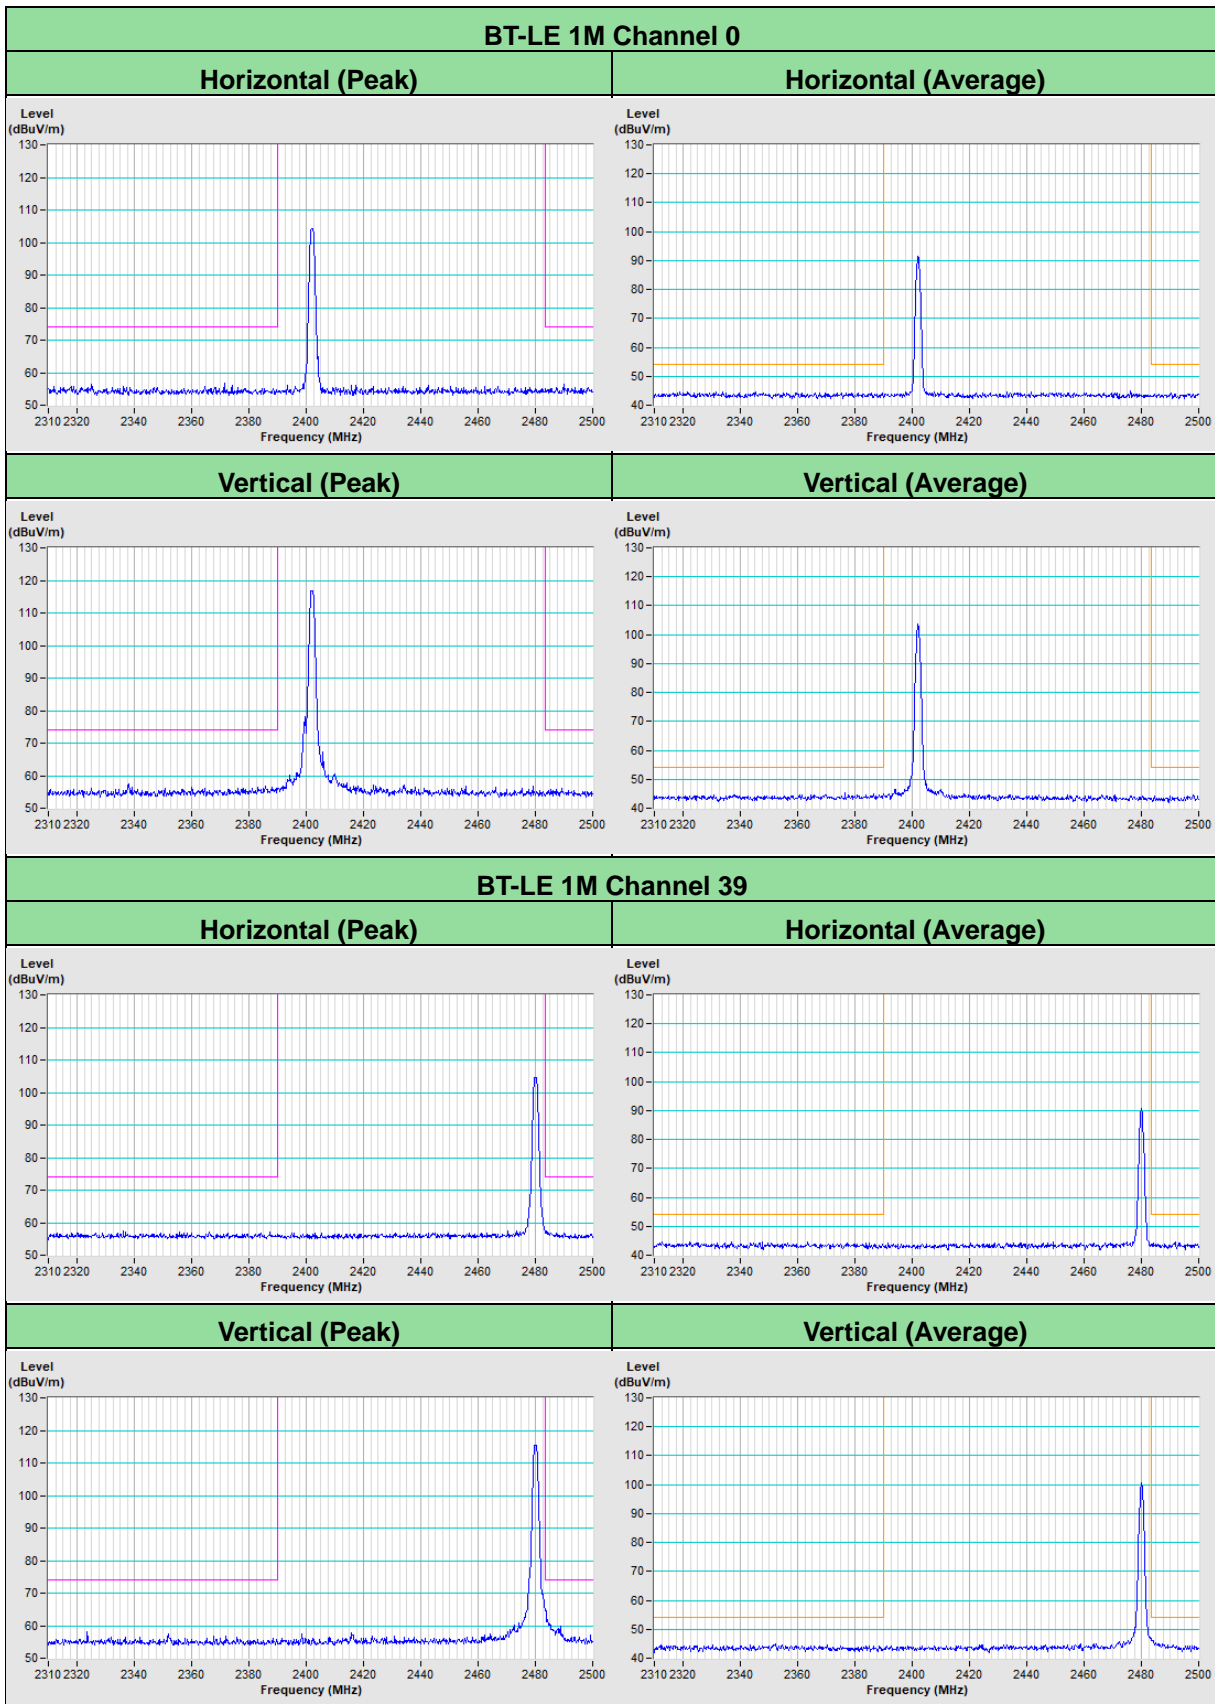 BT-LE 1M Channel 0
Horizontal (Peak) Horizontal (Average)
Level Level
(dBuV/m) (dBuV/m)
130 130
120 120
110 110
100 100
90 90
80 80
70 70
60 60
50 50
40
2310 2320 2340 2360 2380 2400 2420 2440 2460 2480 2500 2310 2320 2340 2360 2380 2400 2420 2440 2460 2480 2500
Frequency (MHz) Frequency (MHz)
Vertical (Peak) Vertical (Average)
Level Level
(dBuV/m) (dBuV/m)
130 130
120 120
110 110
100 100
90 90
80 80
70 70
60 60
50 50
40
2310 2320 2340 2360 2380 2400 2420 2440 2460 2480 2500 2310 2320 2340 2360 2380 2400 2420 2440 2460 2480 2500
Frequency (MHz) Frequency (MHz)
BT-LE 1M Channel 39
Horizontal (Peak) Horizontal (Average)
Level Level
(dBuV/m) (dBuV/m)
130 130
120 120
110 110
100 100
90 90
80 80
70 70
60 60
50 50
40
2310 2320 2340 2360 2380 2400 2420 2440 2460 2480 2500 2310 2320 2340 2360 2380 2400 2420 2440 2460 2480 2500
Frequency (MHz) Frequency (MHz)
Vertical (Peak) Vertical (Average)
Level Level
(dBuV/m) (dBuV/m)
130 130
120 120
110 110
100 100
90 90
80 80
70 70
60 60
50 50
40
2310 2320 2340 2360 2380 2400 2420 2440 2460 2480 2500 2310 2320 2340 2360 2380 2400 2420 2440 2460 2480 2500
Frequency (MHz) Frequency (MHz)